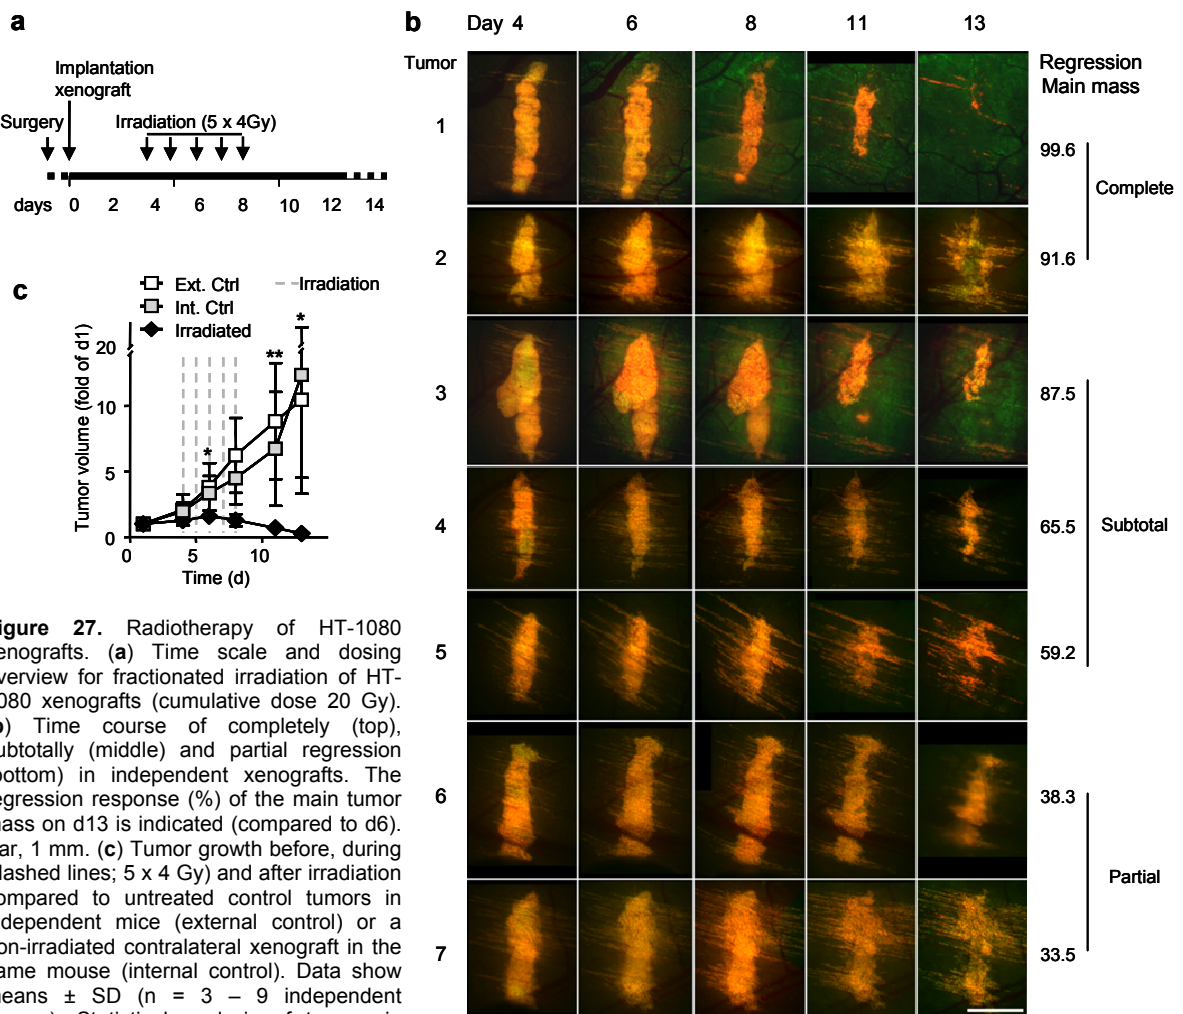 a
Implantation
xenograft
Surgery
Irradiation (5 x 4Gy)
days 0 2 4 6 8 10 12 14
b
Day 4 6 8 11 13
Tumor
Regression
Main mass
1
99.6
Complete
2
91.6
3
87.5
4
65.5
Subtotal
5
59.2
6
38.3
Partial
7
33.5
c
Ext. Ctrl
Int. Ctrl
Irradiated
Irradiation
Tumor volume (fold of d1)
20
10
5
0
*
**
*
0 5 10
Time (d)
igure 27. Radiotherapy of HT-1080
enografts. (a) Time scale and dosing
verview for fractionated irradiation of HT-
080 xenografts (cumulative dose 20 Gy).
b) Time course of completely (top),
ubtotally (middle) and partial regression
bottom) in independent xenografts. The
egression response (%) of the main tumor
mass on d13 is indicated (compared to d6).
ar, 1 mm. (c) Tumor growth before, during
dashed lines; 5 x 4 Gy) and after irradiation
ompared to untreated control tumors in
dependent mice (external control) or a
on-irradiated contralateral xenograft in the
ame mouse (internal control). Data show
means ± SD (n = 3 – 9 independent